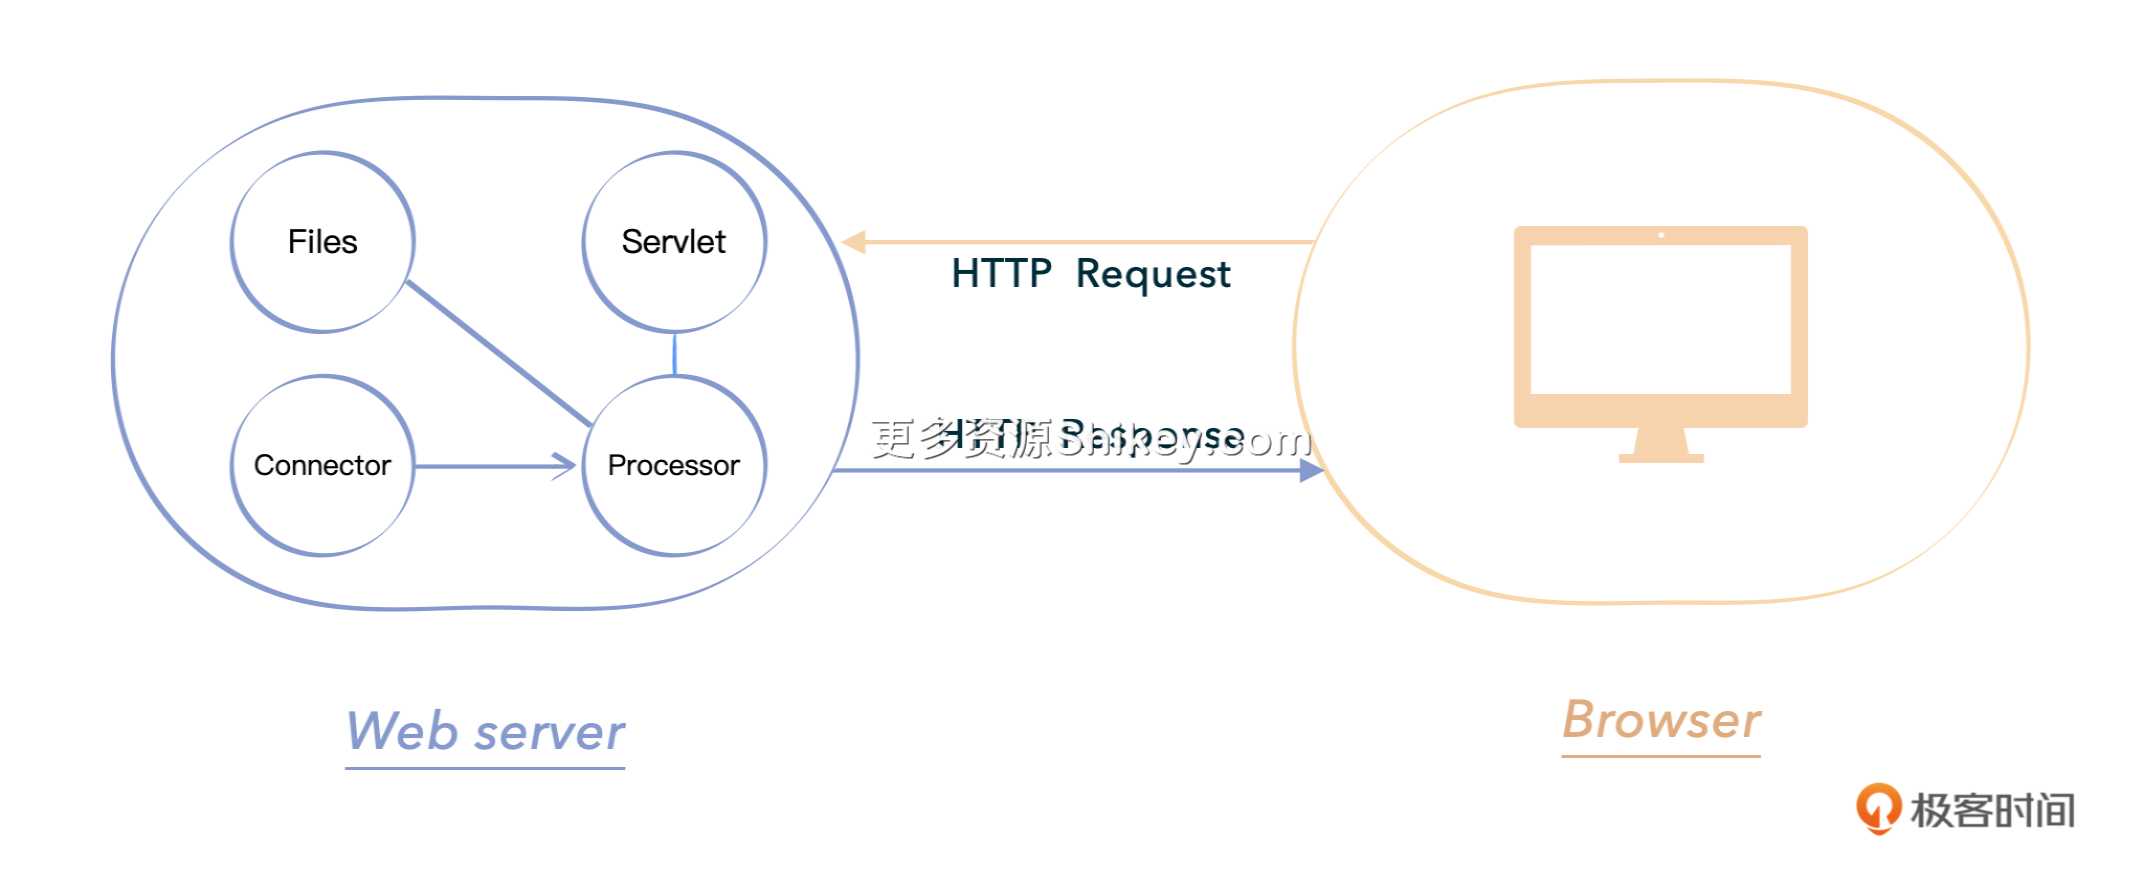 Files
Servlet
HTTP Request
更多资源Shikey.com
HTTP Response
Connector
Processor
Web server
Browser
极客时间